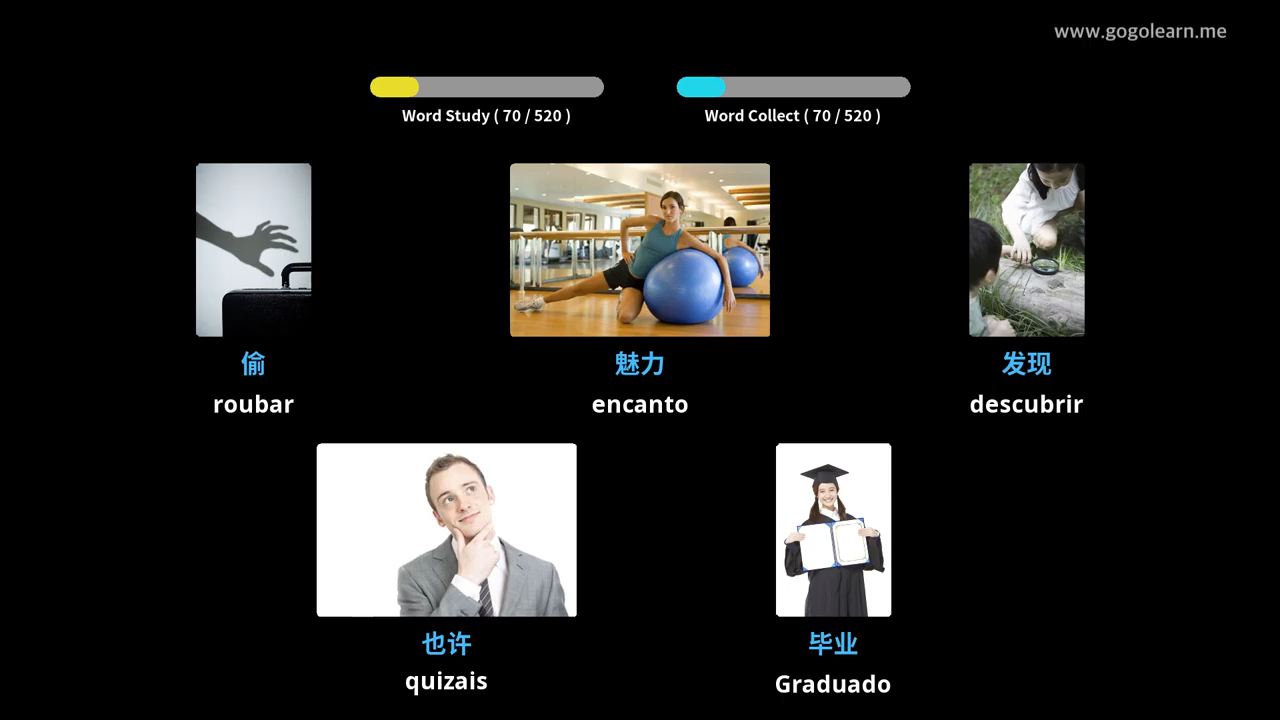 www.gogolearn.me
Word Study ( 70 / 520 )
Word Collect ( 70 / 520 )
偷
roubar
魅力
encanto
发现
descubrir
也许
quizais
毕业
Graduado